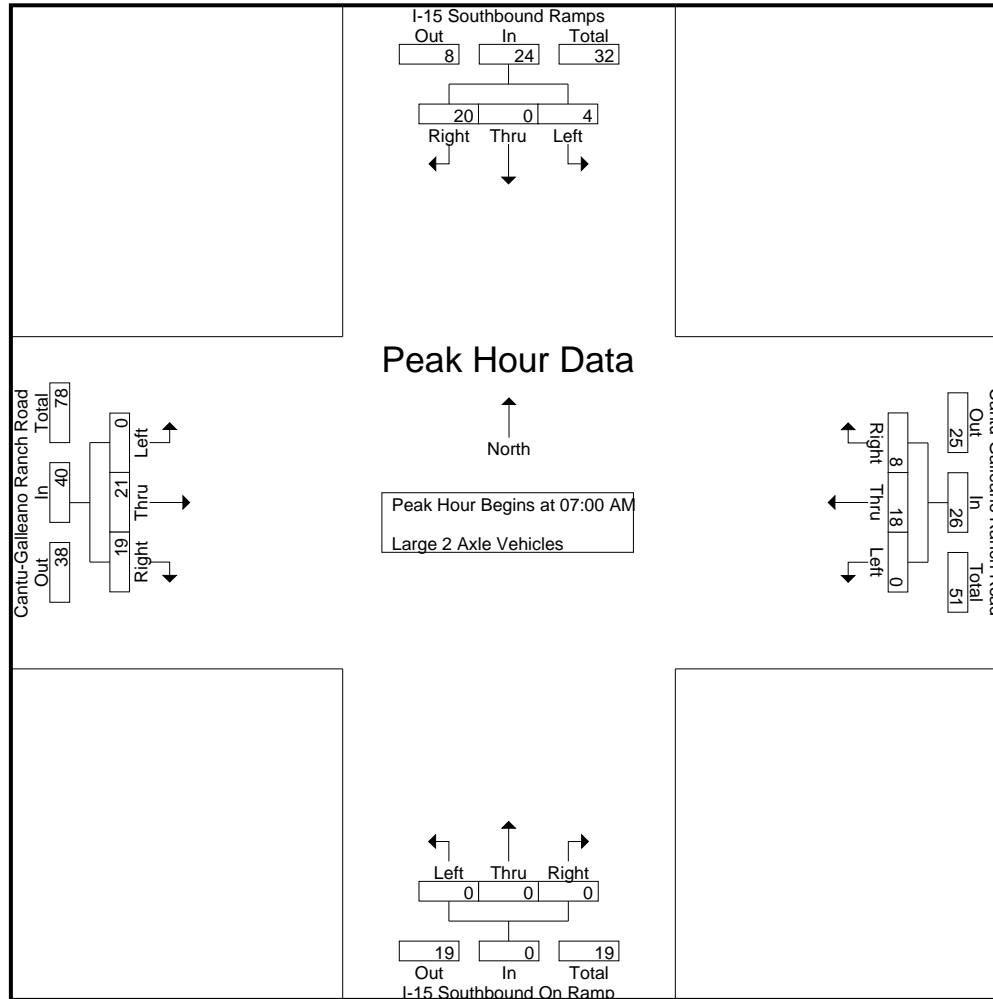 I-15 Southbound Ramps
Out In Total
8 24 32
20 0 4
Right Thru Left
Peak Hour Data
North
Peak Hour Begins at 07:00 AM
Large 2 Axle Vehicles
Cantu-Galleano Ranch Road
Out In Total
38 40 78
19 21 0
Right Thru Left
Out In Total
25 26 51
8 18 0
Right Thru Left
Left Thru Right
0 0 0
19 0 19
Out In Total
I-15 Southbound On Ramp